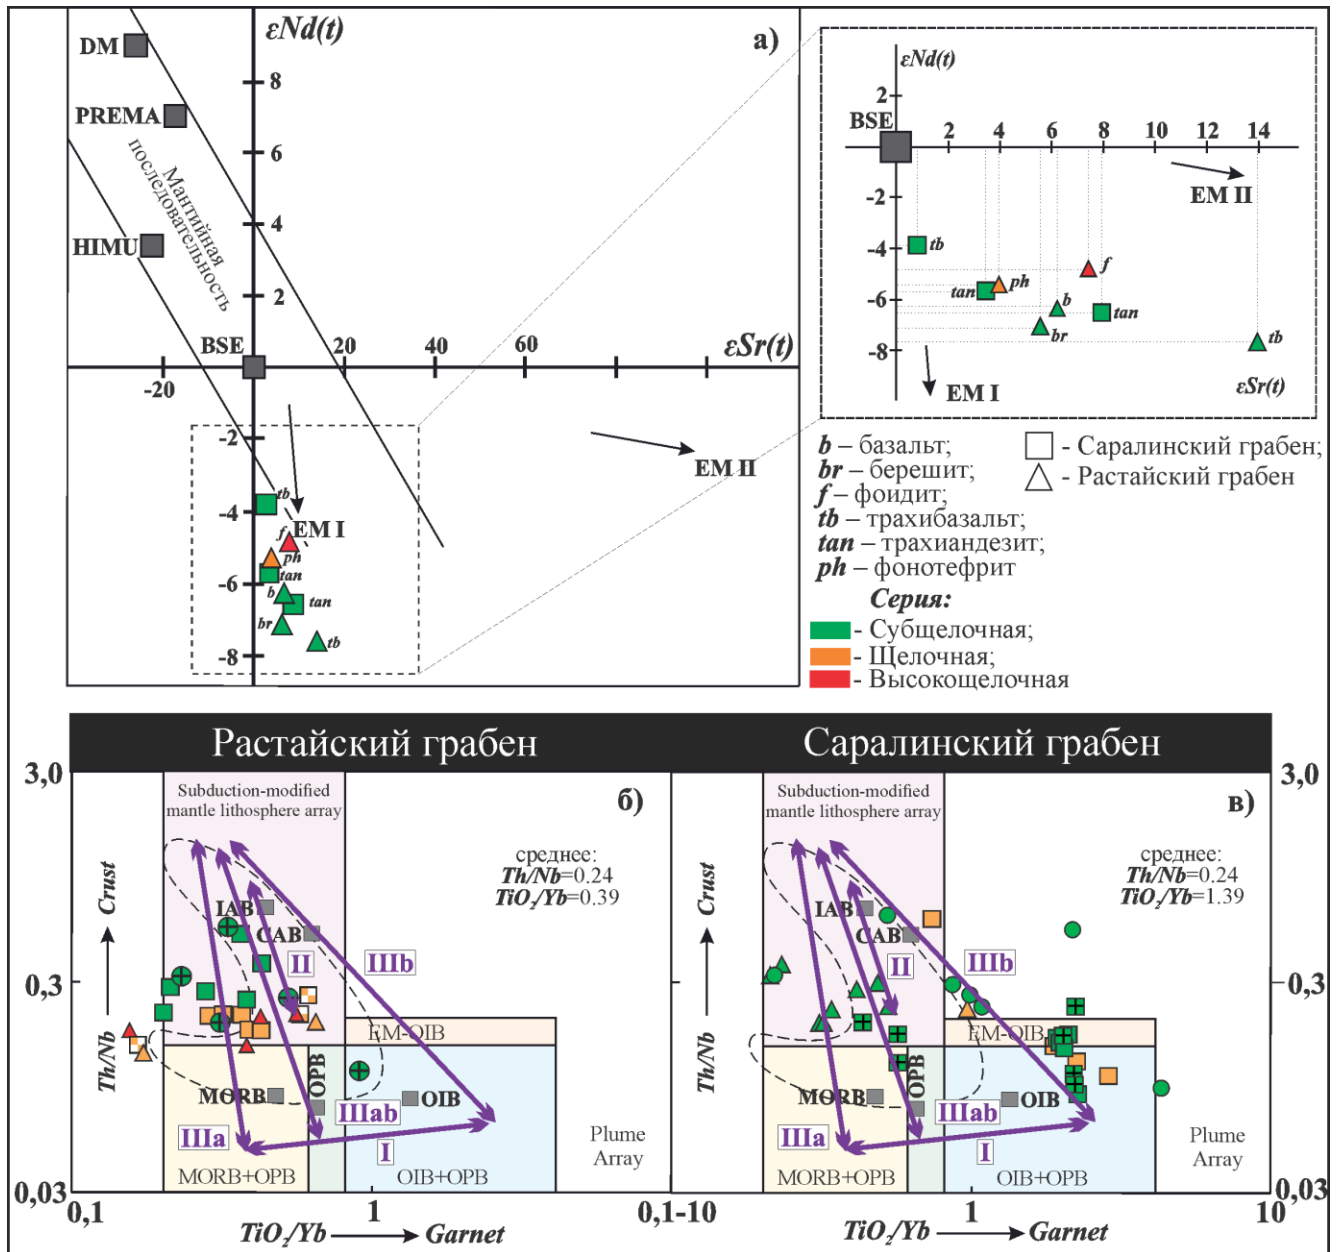 εNd(t)
а)
DM
8
PREMA
6
Мантийная
последовательность
4
HIMU
2
BSE
εSr(t)
-20
20
40
60
-2
EM II
-4
tb
EM I
f
ph
tan
-6
b
tan
br
tb
-8
εNd(t)
2
BSE
2
4
6
8
10
12
14
-2
EM II
-4
tb
f
tan
ph
-6
b
tan
br
tb
-8
EM I
εSr(t)
b – базальт;
br – берешит;
f – фоидит;
tb – трахибазальт;
tan – трахиандезит;
ph – фонотефрит
- Саралинский грабен;
- Растайский грабен
Серия:
- Субщелочная;
- Щелочная;
- Высокощелочная
Растайский грабен
3,0
Subduction-modified
mantle lithosphere array
б)
среднее:
Th/Nb=0.24
TiO₂/Yb=0.39
Th/Nb
Crust
IAB
CAB
II
IIIb
0,3
EM-OIB
MORB
OPB
OIB
IIIa
IIIab
I
MORB+OPB
OIB+OPB
Plume
Array
0,03
0,1
1
TiO₂/Yb
Garnet
Саралинский грабен
3,0
Subduction-modified
mantle lithosphere array
в)
среднее:
Th/Nb=0.24
TiO₂/Yb=1.39
Th/Nb
Crust
IAB
CAB
II
IIIb
0,3
EM-OIB
MORB
OPB
OIB
IIIa
IIIab
I
MORB+OPB
OIB+OPB
Plume
Array
0,03
0,1-10
1
10
TiO₂/Yb
Garnet